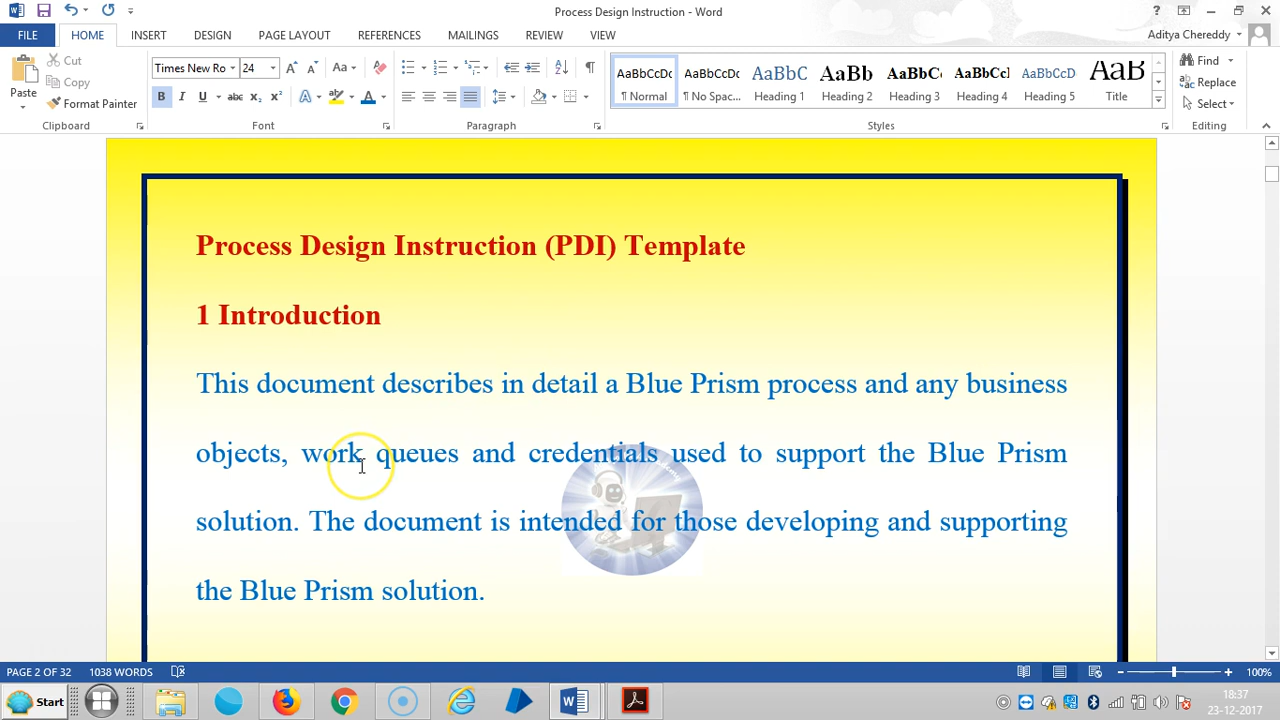 Process Design Instruction - Word
Aditya Chereddy
FILE HOME INSERT DESIGN PAGE LAYOUT REFERENCES MAILINGS REVIEW VIEW
Paste
Cut
Copy
Format Painter
Clipboard
Times New Ro 24
Font
Paragraph
AaBbCcDc AaBbCcDc AaBbC AaBb AaBbC AaBbCcI AaBbCcD AaB
¶ Normal ¶ No Spac... Heading 1 Heading 2 Heading 3 Heading 4 Heading 5 Title
Styles
Find
Replace
Select
Editing
Process Design Instruction (PDI) Template
1 Introduction
This document describes in detail a Blue Prism process and any business
objects, work queues and credentials used to support the Blue Prism
solution. The document is intended for those developing and supporting
the Blue Prism solution.
PAGE 2 OF 32 1038 WORDS 100%
Start
18:37
23-12-2017